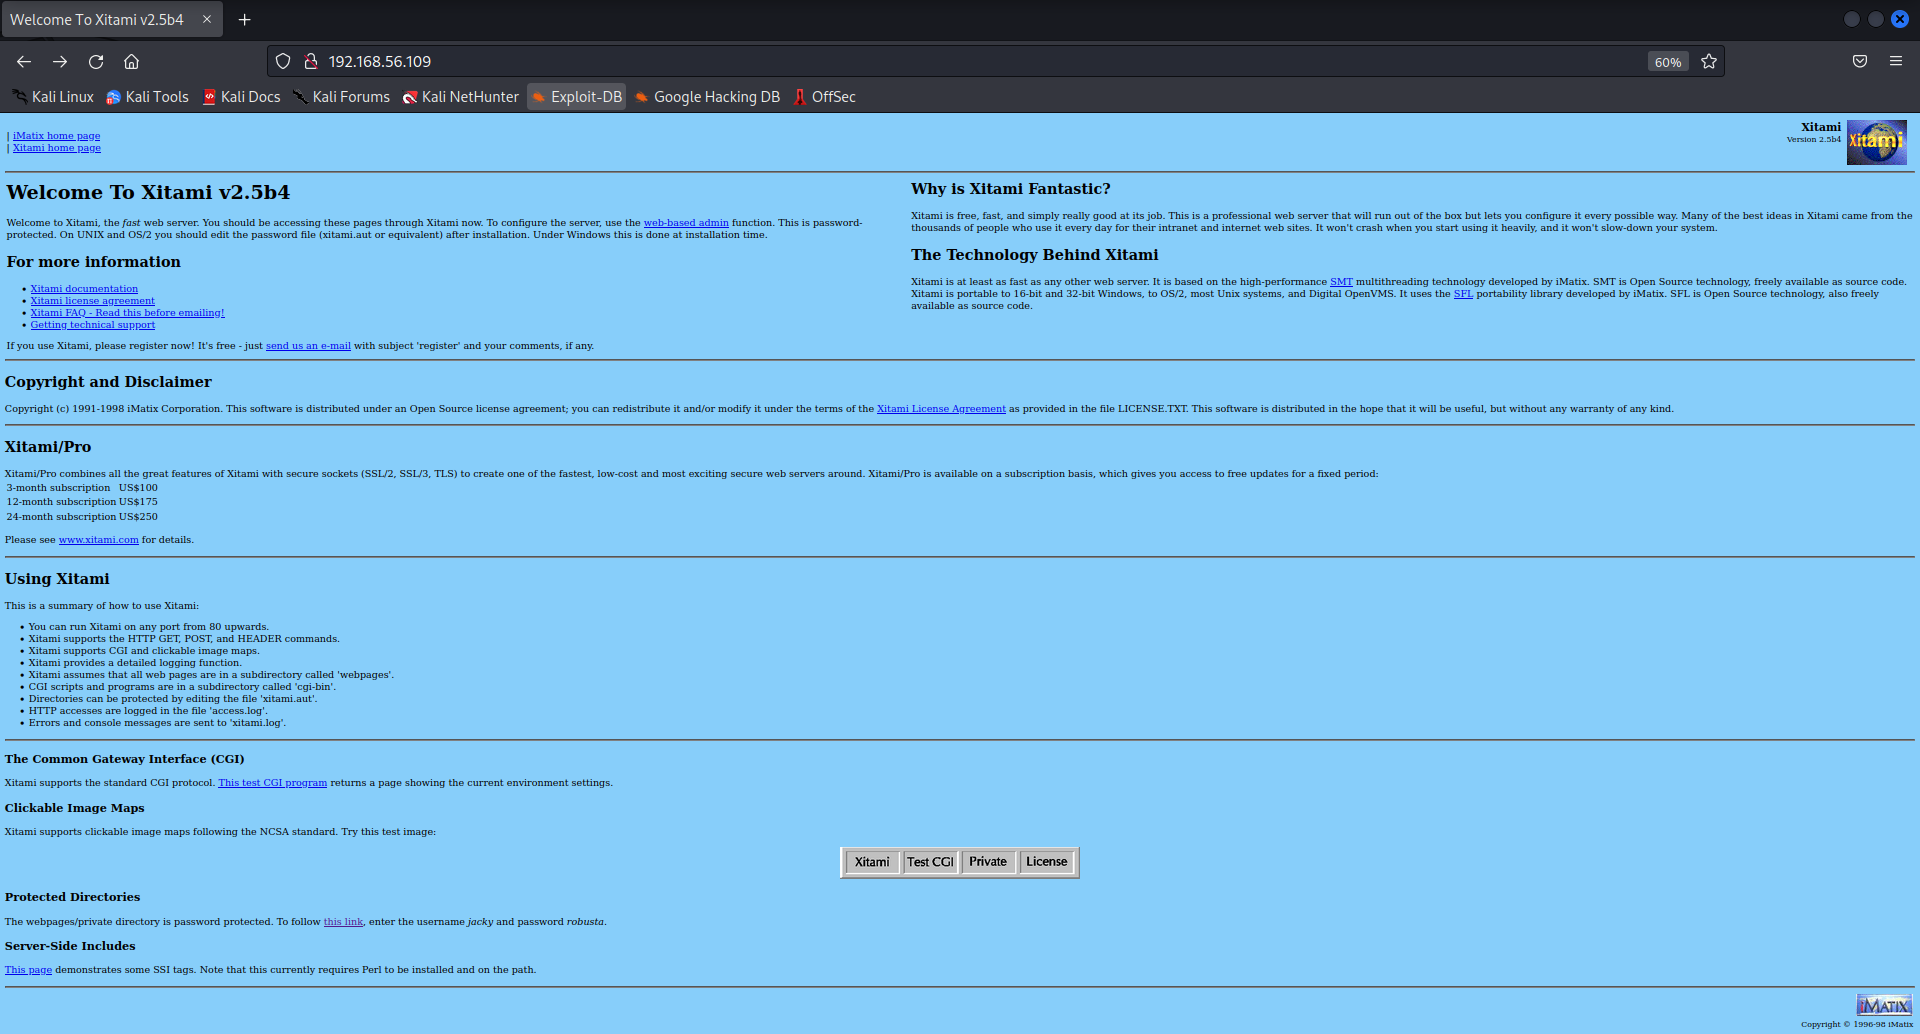 Welcome To Xitami v2.5b4
192.168.56.109
60%
Kali Linux
Kali Tools
Kali Docs
Kali Forums
Kali NetHunter
Exploit-DB
Google Hacking DB
OffSec
| iMatix home page
| Xitami home page
Xitami
Version 2.5b4
Xitami
Welcome To Xitami v2.5b4
Welcome to Xitami, the fast web server. You should be accessing these pages through Xitami now. To configure the server, use the web-based admin function. This is password-
protected. On UNIX and OS/2 you should edit the password file (xitami.aut or equivalent) after installation. Under Windows this is done at installation time.
For more information
• Xitami documentation
• Xitami license agreement
• Xitami FAQ - Read this before emailing!
• Getting technical support
If you use Xitami, please register now! It's free - just send us an e-mail with subject 'register' and your comments, if any.
Why is Xitami Fantastic?
Xitami is free, fast, and simply really good at its job. This is a professional web server that will run out of the box but lets you configure it every possible way. Many of the best ideas in Xitami came from the
thousands of people who use it every day for their intranet and internet web sites. It won't crash when you start using it heavily, and it won't slow-down your system.
The Technology Behind Xitami
Xitami is at least as fast as any other web server. It is based on the high-performance SMT multithreading technology developed by iMatix. SMT is Open Source technology, freely available as source code.
Xitami is portable to 16-bit and 32-bit Windows, to OS/2, most Unix systems, and Digital OpenVMS. It uses the SFL portability library developed by iMatix. SFL is Open Source technology, also freely
available as source code.
Copyright and Disclaimer
Copyright (c) 1991-1998 iMatix Corporation. This software is distributed under an Open Source license agreement; you can redistribute it and/or modify it under the terms of the Xitami License Agreement as provided in the file LICENSE.TXT. This software is distributed in the hope that it will be useful, but without any warranty of any kind.
Xitami/Pro
Xitami/Pro combines all the great features of Xitami with secure sockets (SSL/2, SSL/3, TLS) to create one of the fastest, low-cost and most exciting secure web servers around. Xitami/Pro is available on a subscription basis, which gives you access to free updates for a fixed period:
3-month subscription US$100
12-month subscription US$175
24-month subscription US$250
Please see www.xitami.com for details.
Using Xitami
This is a summary of how to use Xitami:
• You can run Xitami on any port from 80 upwards.
• Xitami supports the HTTP GET, POST, and HEADER commands.
• Xitami supports CGI and clickable image maps.
• Xitami provides a detailed logging function.
• Xitami assumes that all web pages are in a subdirectory called 'webpages'.
• CGI scripts and programs are in a subdirectory called 'cgi-bin'.
• Directories can be protected by editing the file 'xitami.aut'.
• HTTP accesses are logged in the file 'access.log'.
• Errors and console messages are sent to 'xitami.log'.
The Common Gateway Interface (CGI)
Xitami supports the standard CGI protocol. This test CGI program returns a page showing the current environment settings.
Clickable Image Maps
Xitami supports clickable image maps following the NCSA standard. Try this test image:
Xitami Test CGI Private License
Protected Directories
The webpages/private directory is password protected. To follow this link, enter the username jacky and password robusta.
Server-Side Includes
This page demonstrates some SSI tags. Note that this currently requires Perl to be installed and on the path.
iMATIX
Copyright © 1996-98 iMatix